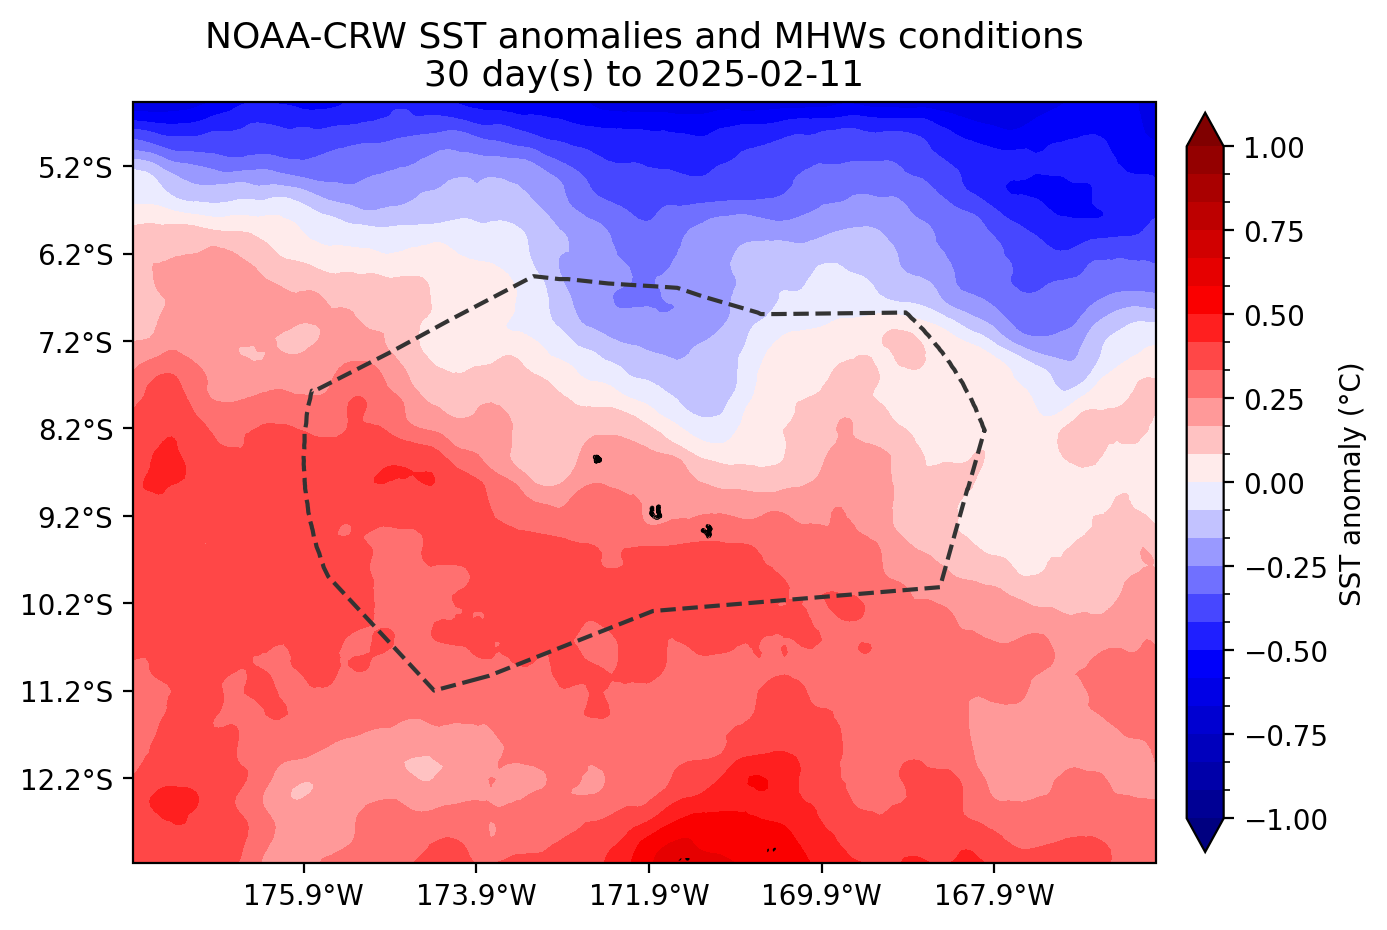 NOAA-CRW SST anomalies and MHWs conditions
30 day(s) to 2025-02-11
5.2°S
6.2°S
7.2°S
8.2°S
9.2°S
10.2°S
11.2°S
12.2°S
175.9°W
173.9°W
171.9°W
169.9°W
167.9°W
1.00
0.75
0.50
0.25
0.00
−0.25
−0.50
−0.75
−1.00
SST anomaly (°C)